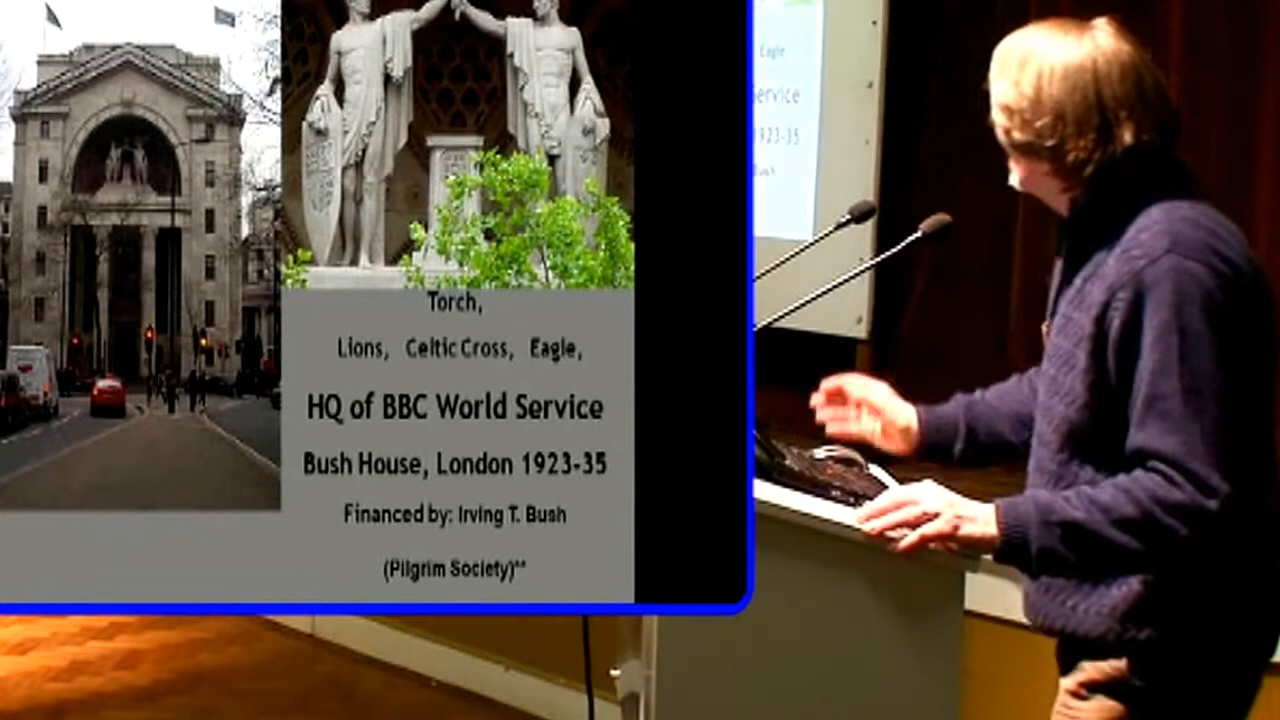 Torch,
Lions, Celtic Cross, Eagle,
HQ of BBC World Service
Bush House, London 1923-35
Financed by: Irving T. Bush
(Pilgrim Society)**
Eagle
Service
1923-35
Bush